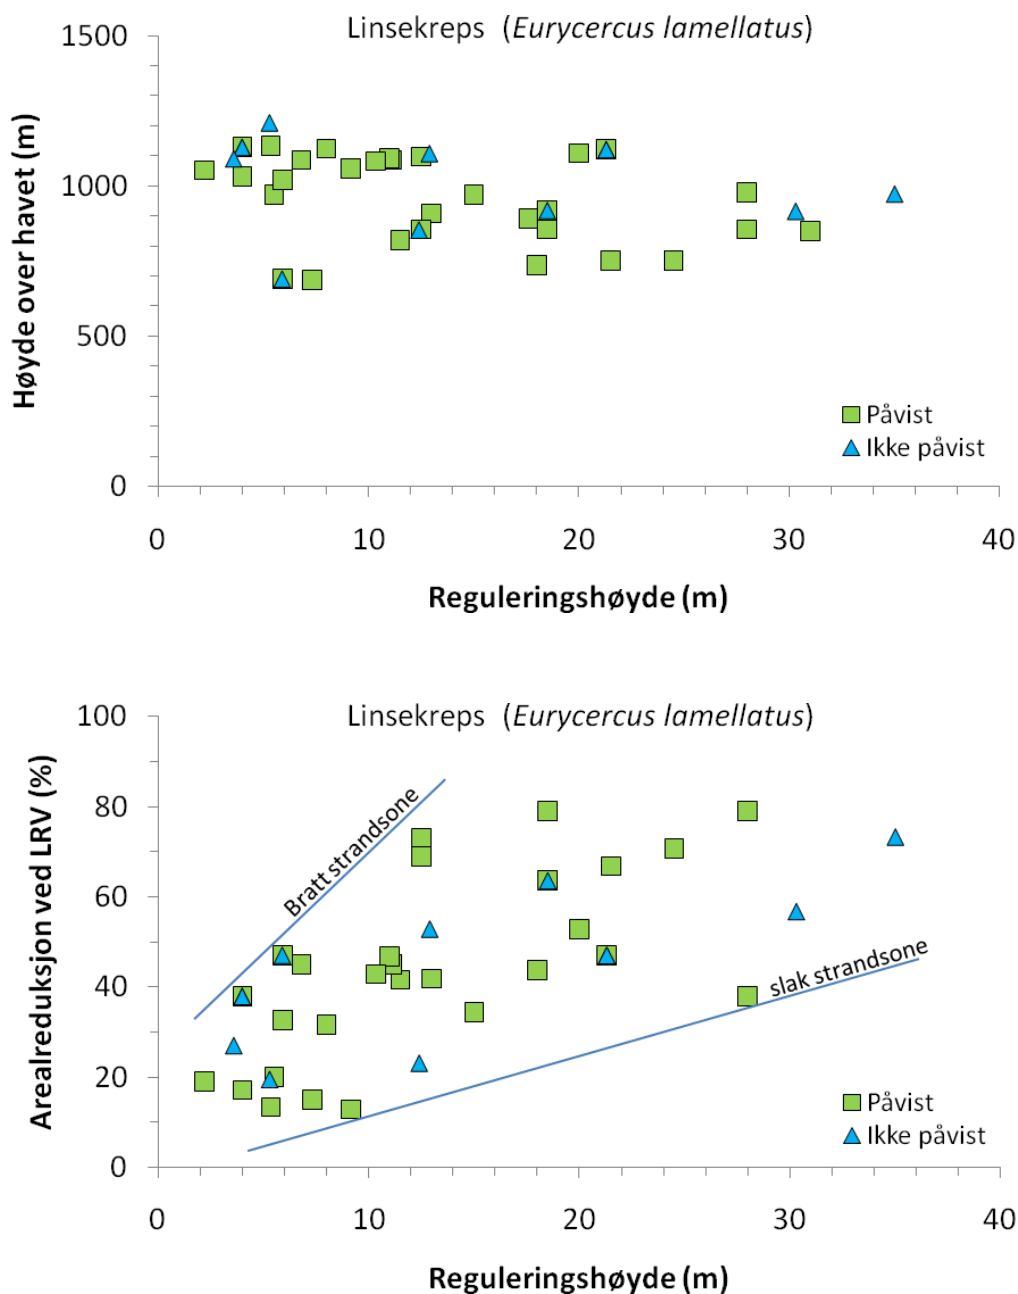 Linsekreps (Eurycercus lamellatus)
1500
1000
500
0
Høyde over havet (m)
Påvist
Ikke påvist
0 10 20 30 40
Reguleringshøyde (m)
Linsekreps (Eurycercus lamellatus)
100
80
60
40
20
0
Arealreduksjon ved LRV (%)
Bratt strandsone
slak strandsone
Påvist
Ikke påvist
0 10 20 30 40
Reguleringshøyde (m)